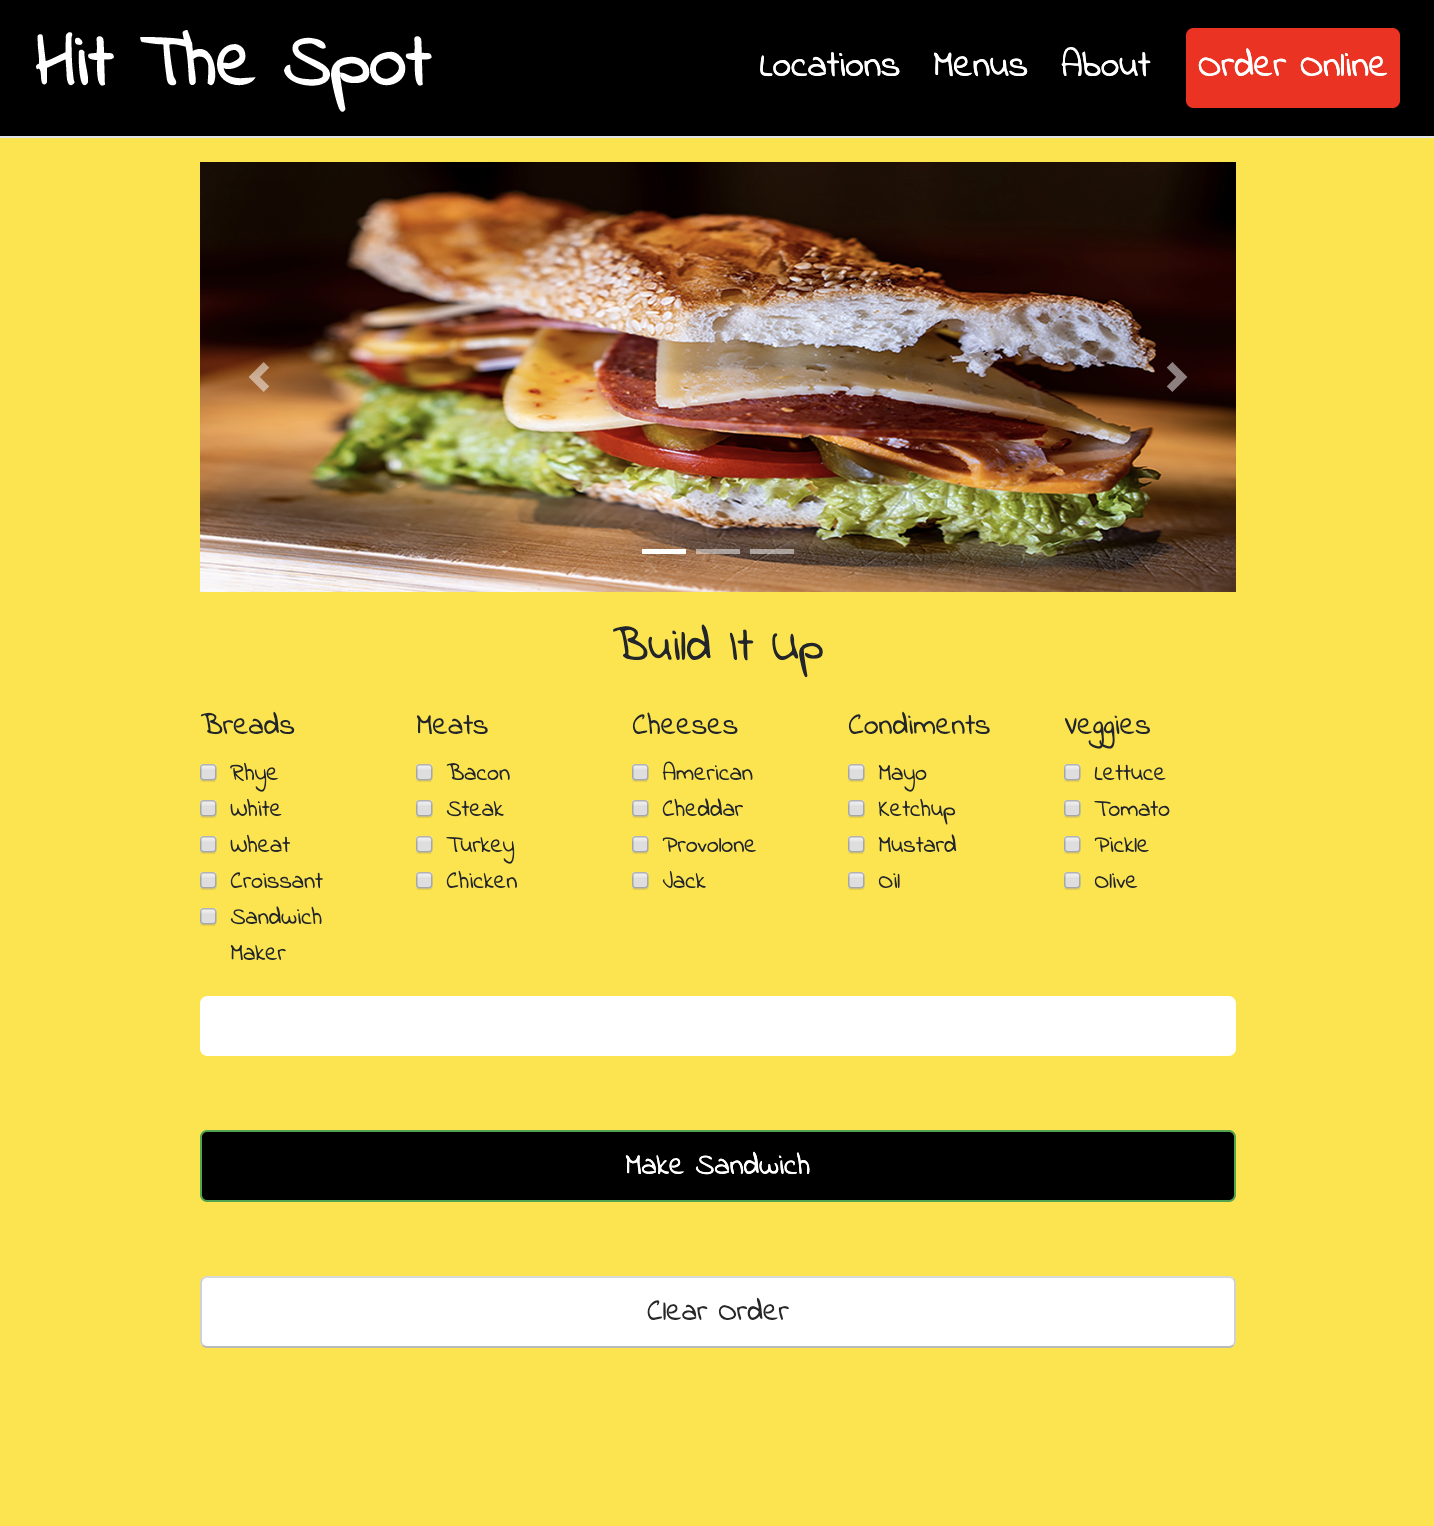 Hit The Spot
Locations Menus About Order Online
Build It Up
Breads
Rhye
White
Wheat
Croissant
Sandwich
Maker
Meats
Bacon
Steak
Turkey
Chicken
Cheeses
American
Cheddar
Provolone
Jack
Condiments
Mayo
Ketchup
Mustard
Oil
Veggies
Lettuce
Tomato
Pickle
Olive
Make Sandwich
Clear Order